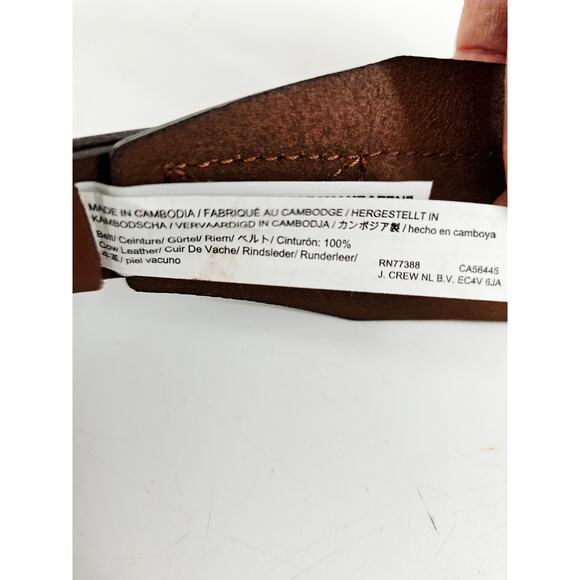 MADE IN CAMBODIA / FABRIQUÉ AU CAMBODGE / HERGESTELLT IN
KAMBODSCHA / VERVAARDIGD IN CAMBODJA / カンボジア製 / hecho en camboya
Belt/ Ceinture/ Gürtel/ Riem/ ベルト/ Cinturón: 100%
Cow Leather/ Cuir De Vache/ Rindsleder/ Runderleer/
牛革/ piel vacuno
RN77388 CA56445
J. CREW NL B.V. EC4V 6JA